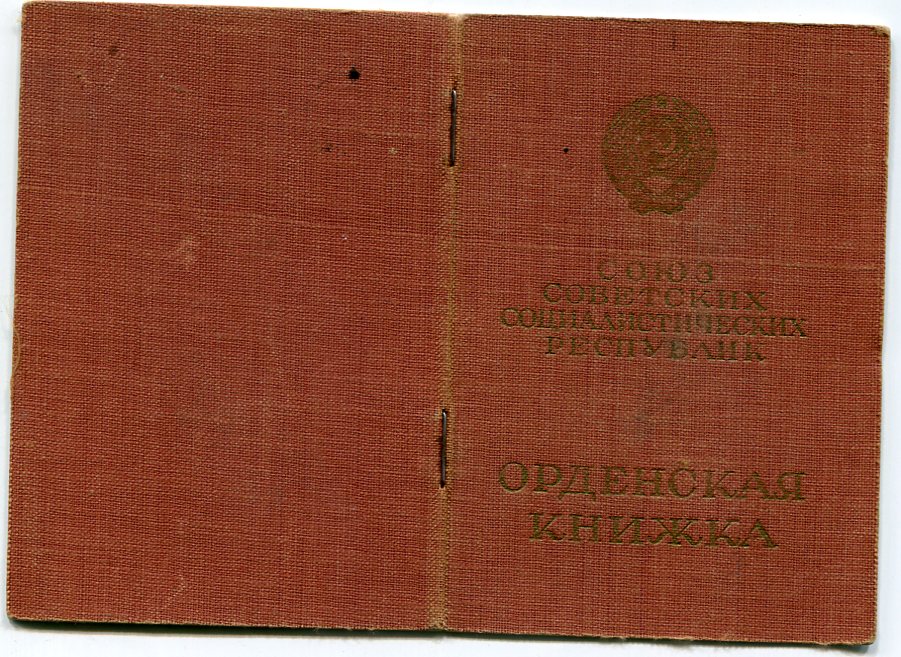 СОЮЗ
СОВЕТСКИХ
СОЦИАЛИСТИЧЕСКИХ
РЕСПУБЛИК
ОРДЕНСКАЯ
КНИЖКА